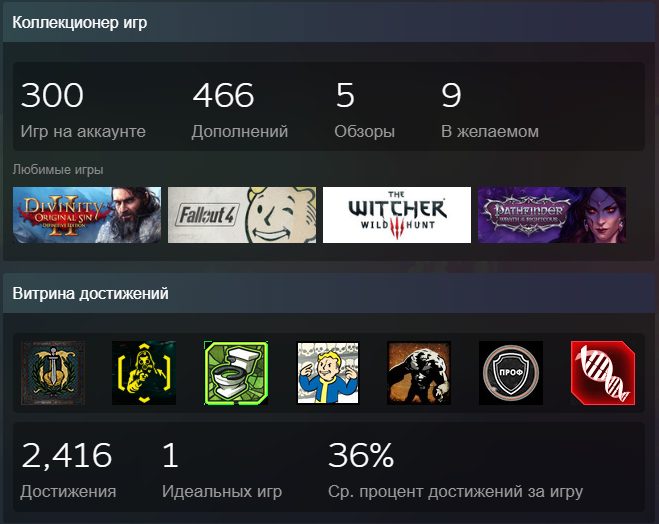 Коллекционер игр
300 466 5 9
Игр на аккаунте Дополнений Обзоры В желаемом
Любимые игры
DIVINITY
ORIGINAL SIN
II
DEFINITIVE EDITION
Fallout 4
THE
WITCHER
WILD HUNT
PATHFINDER
WRATH OF THE RIGHTEOUS
Витрина достижений
ПРОФ
2,416 1 36%
Достижения Идеальных игр Ср. процент достижений за игру